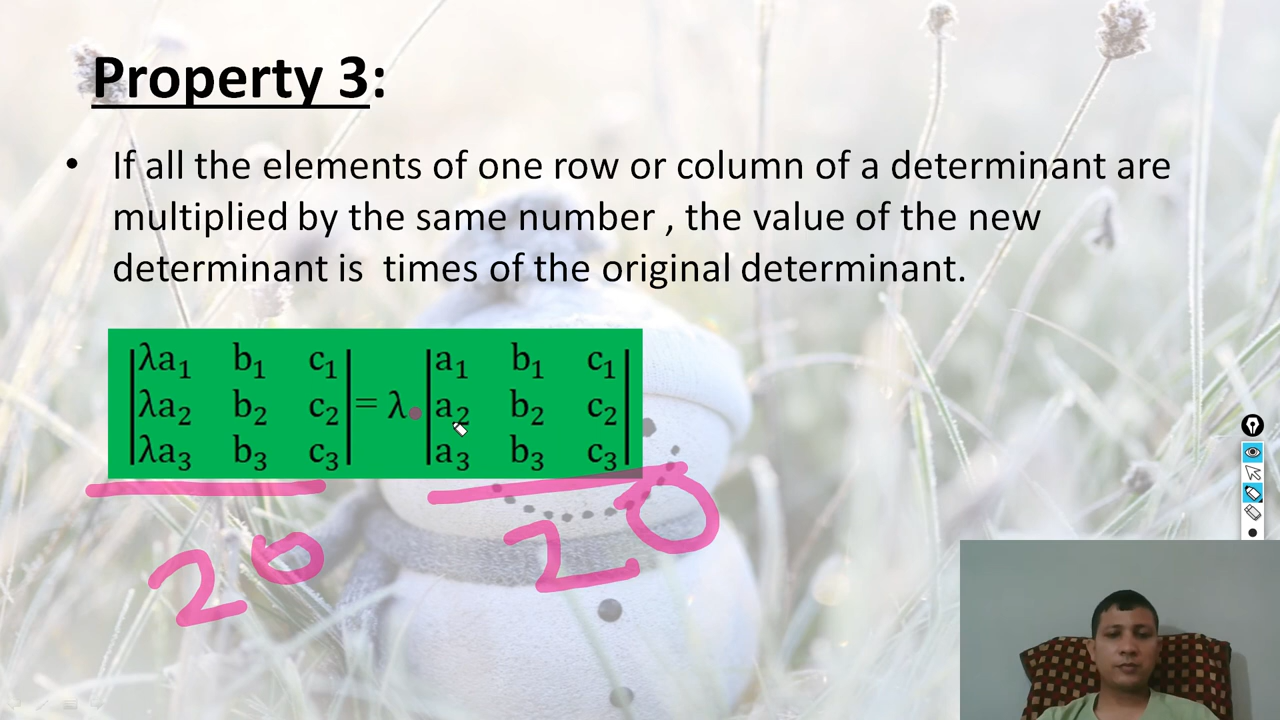 Property 3:
• If all the elements of one row or column of a determinant are
multiplied by the same number , the value of the new
determinant is  times of the original determinant.
|λa₁ b₁ c₁| |a₁ b₁ c₁|
|λa₂ b₂ c₂| = λ |a₂ b₂ c₂|
|λa₃ b₃ c₃| |a₃ b₃ c₃|
20 20